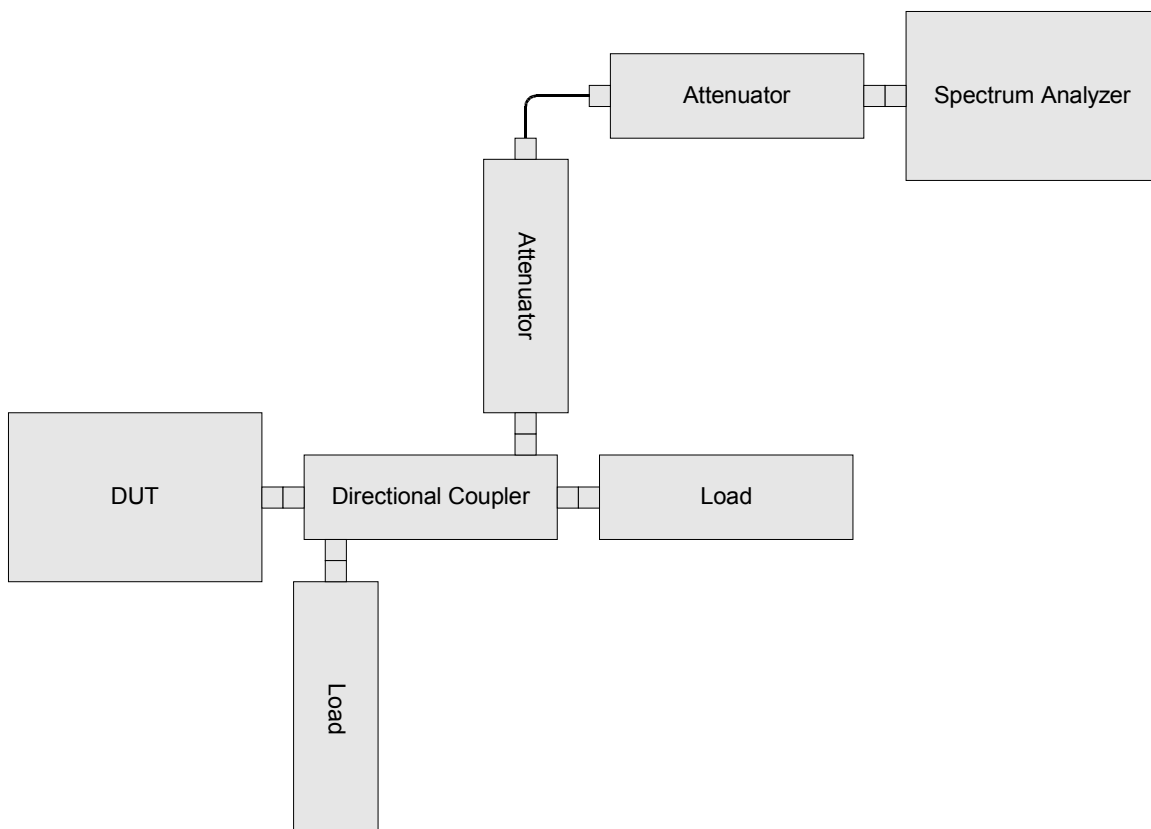 Attenuator
Spectrum Analyzer
Attenuator
DUT
Directional Coupler
Load
Load